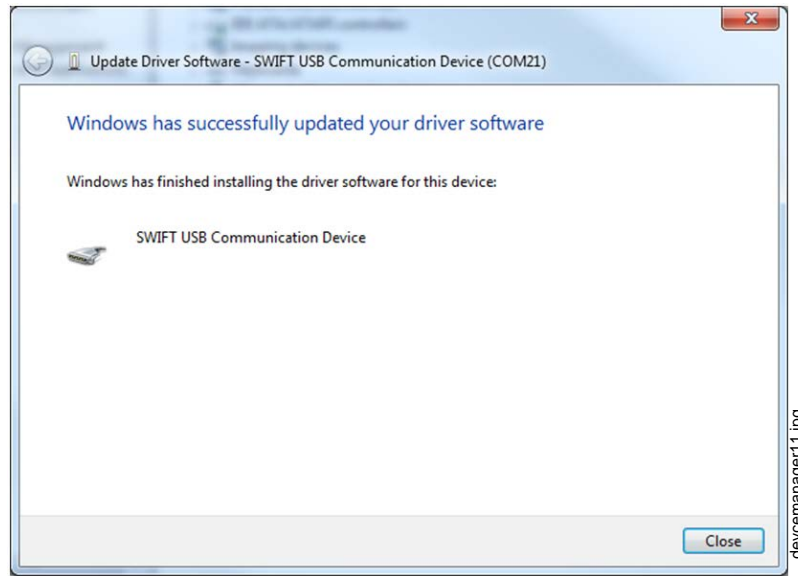 Update Driver Software - SWIFT USB Communication Device (COM21)
Windows has successfully updated your driver software
Windows has finished installing the driver software for this device:
SWIFT USB Communication Device
Close
devcemanager11.jpg